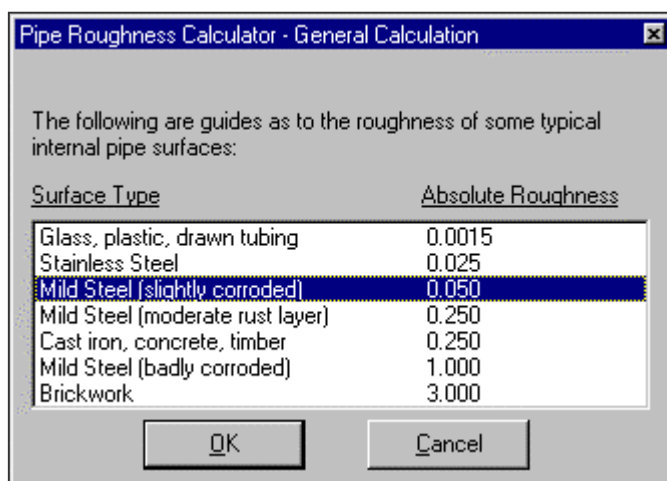 Pipe Roughness Calculator - General Calculation
The following are guides as to the roughness of some typical
internal pipe surfaces:
Surface Type Absolute Roughness
Glass, plastic, drawn tubing 0.0015
Stainless Steel 0.025
Mild Steel (slightly corroded) 0.050
Mild Steel (moderate rust layer) 0.250
Cast iron, concrete, timber 0.250
Mild Steel (badly corroded) 1.000
Brickwork 3.000
OK Cancel